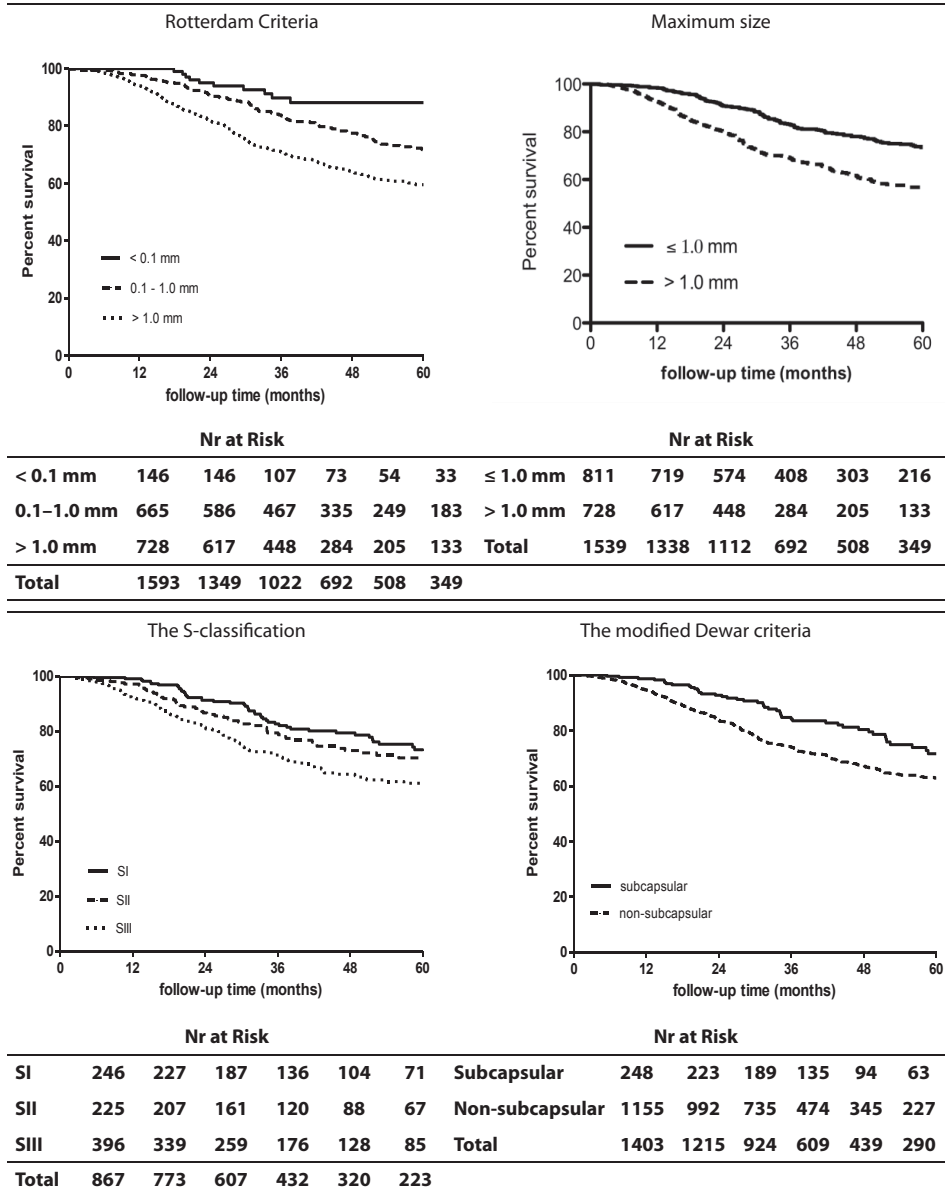 Rotterdam Criteria
100
80
60
40
20
0
Percent survival
< 0.1 mm
0.1 - 1.0 mm
> 1.0 mm
0 12 24 36 48 60
follow-up time (months)
Maximum size
100
80
60
40
20
0
Percent survival
≤ 1.0 mm
> 1.0 mm
0 12 24 36 48 60
follow-up time (months)
Nr at Risk
< 0.1 mm 146 146 107 73 54 33
0.1–1.0 mm 665 586 467 335 249 183
> 1.0 mm 728 617 448 284 205 133
Total 1593 1349 1022 692 508 349
Nr at Risk
≤ 1.0 mm 811 719 574 408 303 216
> 1.0 mm 728 617 448 284 205 133
Total 1539 1338 1112 692 508 349
The S-classification
100
80
60
40
20
0
Percent survival
SI
SII
SIII
0 12 24 36 48 60
follow-up time (months)
The modified Dewar criteria
100
80
60
40
20
0
Percent survival
subcapsular
non-subcapsular
0 12 24 36 48 60
follow-up time (months)
Nr at Risk
SI 246 227 187 136 104 71
SII 225 207 161 120 88 67
SIII 396 339 259 176 128 85
Total 867 773 607 432 320 223
Nr at Risk
Subcapsular 248 223 189 135 94 63
Non-subcapsular 1155 992 735 474 345 227
Total 1403 1215 924 609 439 290